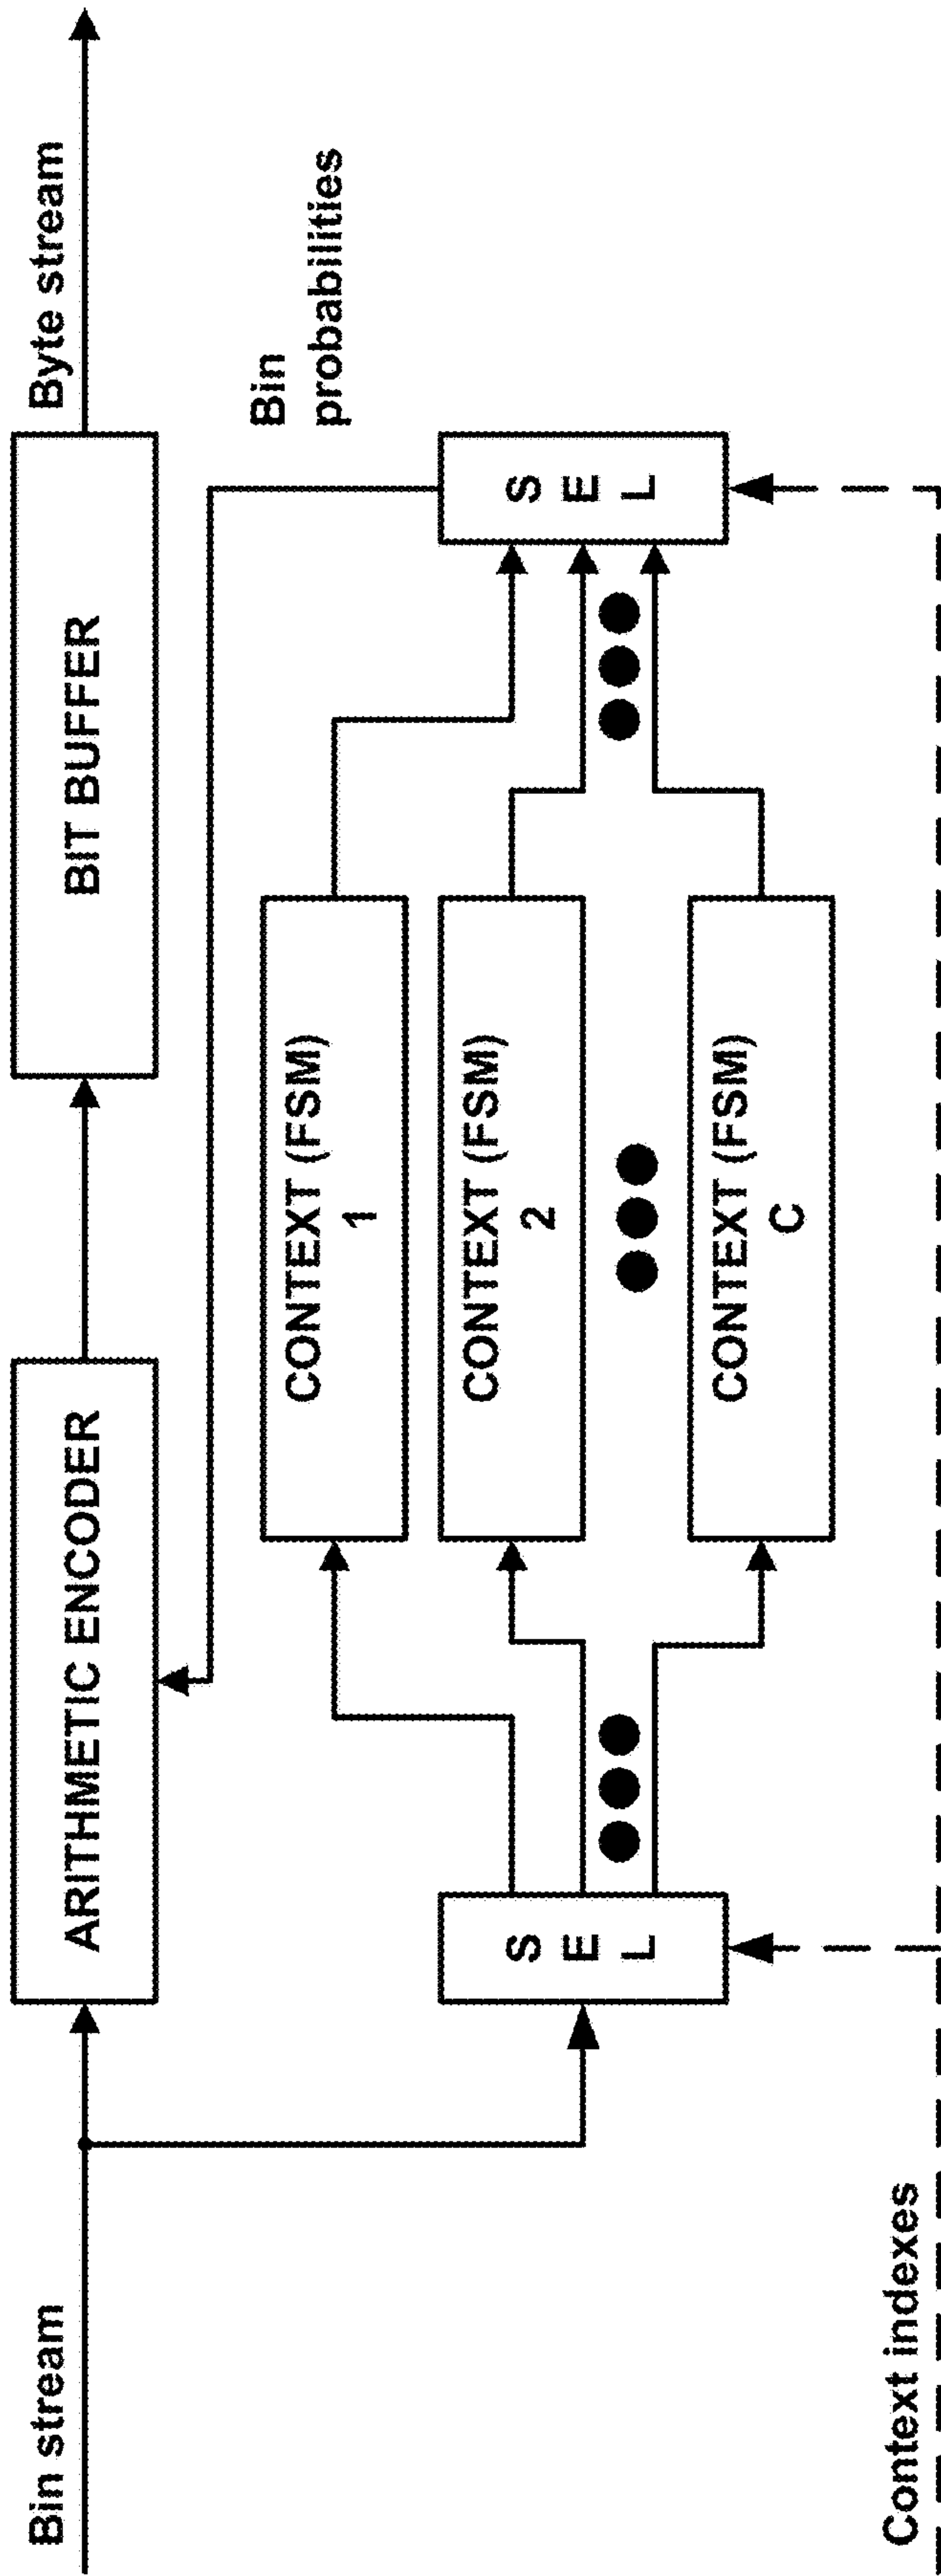 Bin stream
ARITHMETIC ENCODER
BIT BUFFER
Byte stream
Bin
probabilities
CONTEXT (FSM)
1
CONTEXT (FSM)
2
CONTEXT (FSM)
C
S
E
L
S
E
L
Context indexes